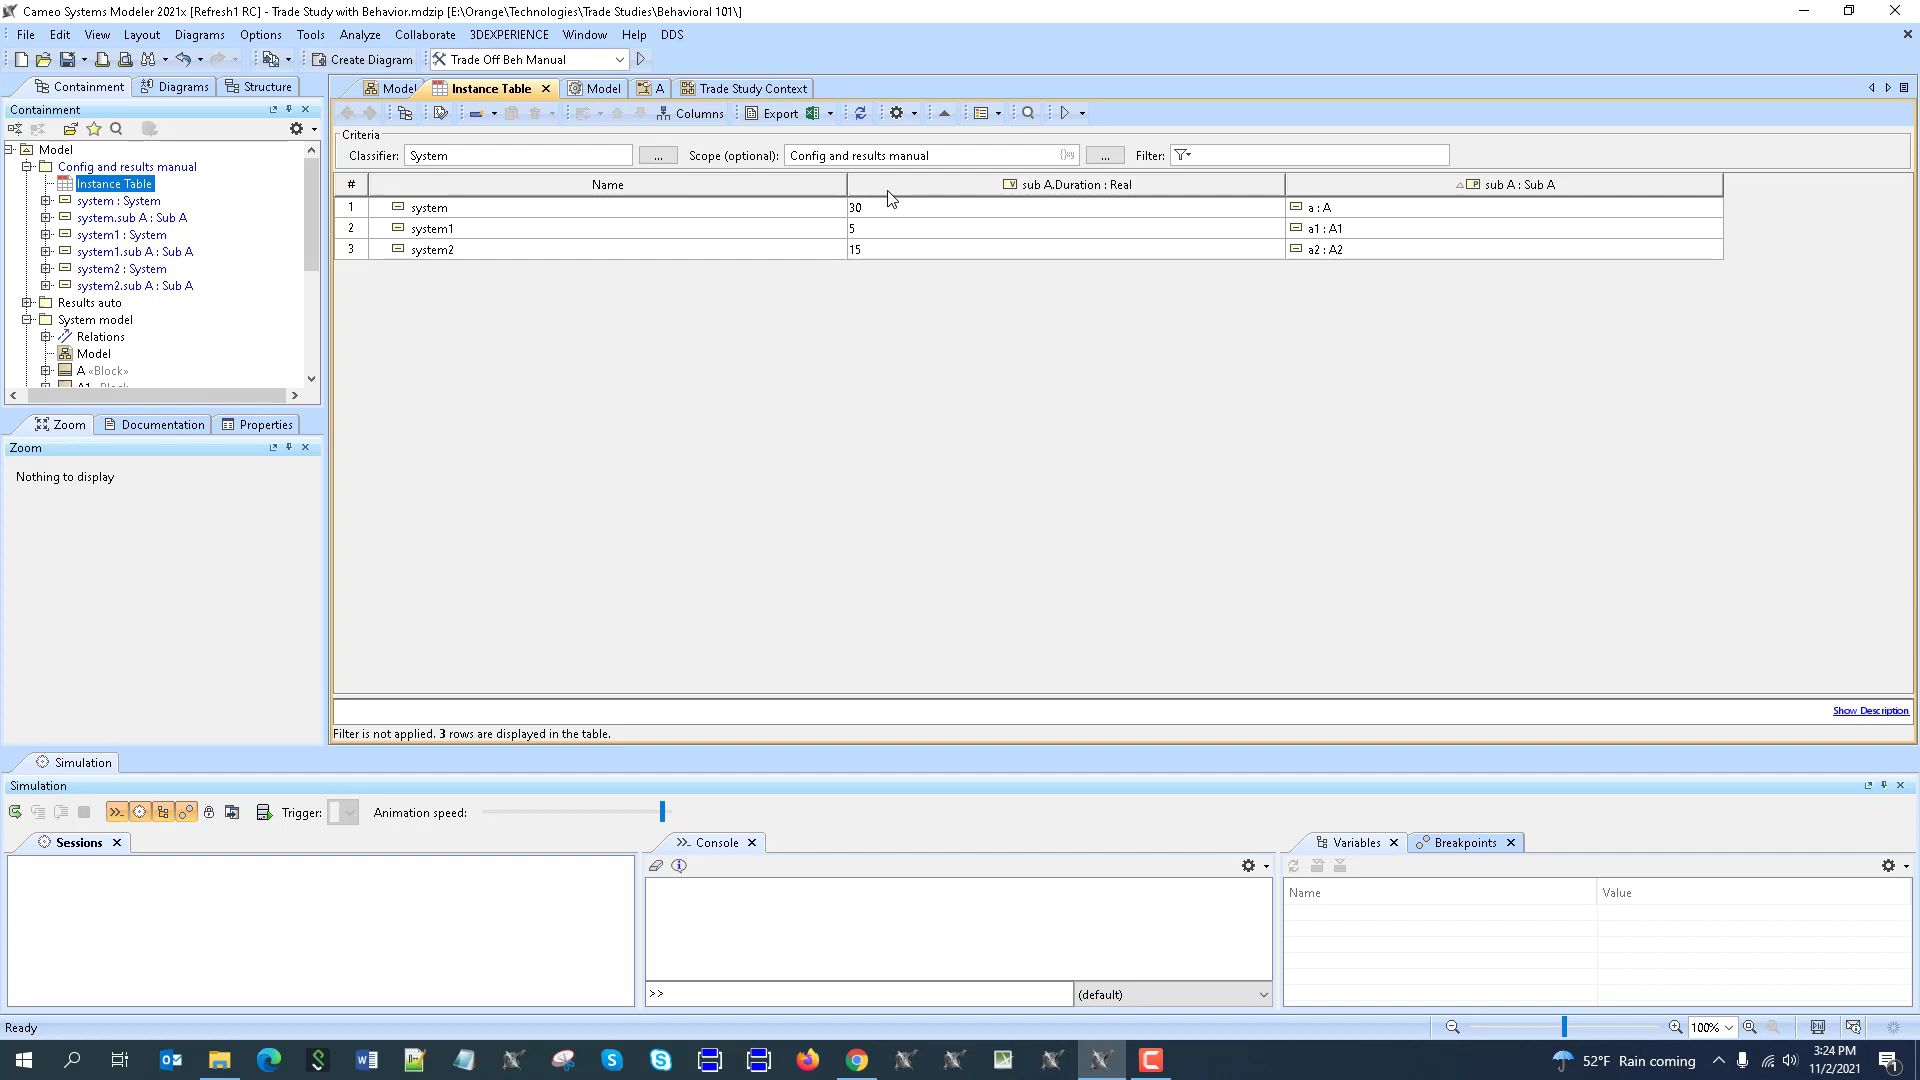 Cameo Systems Modeler 2021x [Refresh1 RC] - Trade Study with Behavior.mdzip [E:\Orange\Technologies\Trade Studies\Behavioral 101\]
File Edit View Layout Diagrams Options Tools Analyze Collaborate 3DEXPERIENCE Window Help DDS
Create Diagram Trade Off Beh Manual
Containment Diagrams Structure
Model Instance Table Model A Trade Study Context
Containment
Columns Export
Criteria
Classifier: System ... Scope (optional): Config and results manual ... Filter:
Model
Config and results manual
Instance Table
system : System
system.sub A : Sub A
system1 : System
system1.sub A : Sub A
system2 : System
system2.sub A : Sub A
Results auto
System model
Relations
Model
A «Block»
# Name sub A.Duration : Real sub A : Sub A
1 system 30 a : A
2 system1 5 a1 : A1
3 system2 15 a2 : A2
Zoom Documentation Properties
Zoom
Nothing to display
Show Description
Filter is not applied. 3 rows are displayed in the table.
Simulation
Simulation
Trigger: Animation speed:
Sessions Console Variables Breakpoints
Name Value
>> (default)
Ready 100%
52°F Rain coming 3:24 PM
11/2/2021